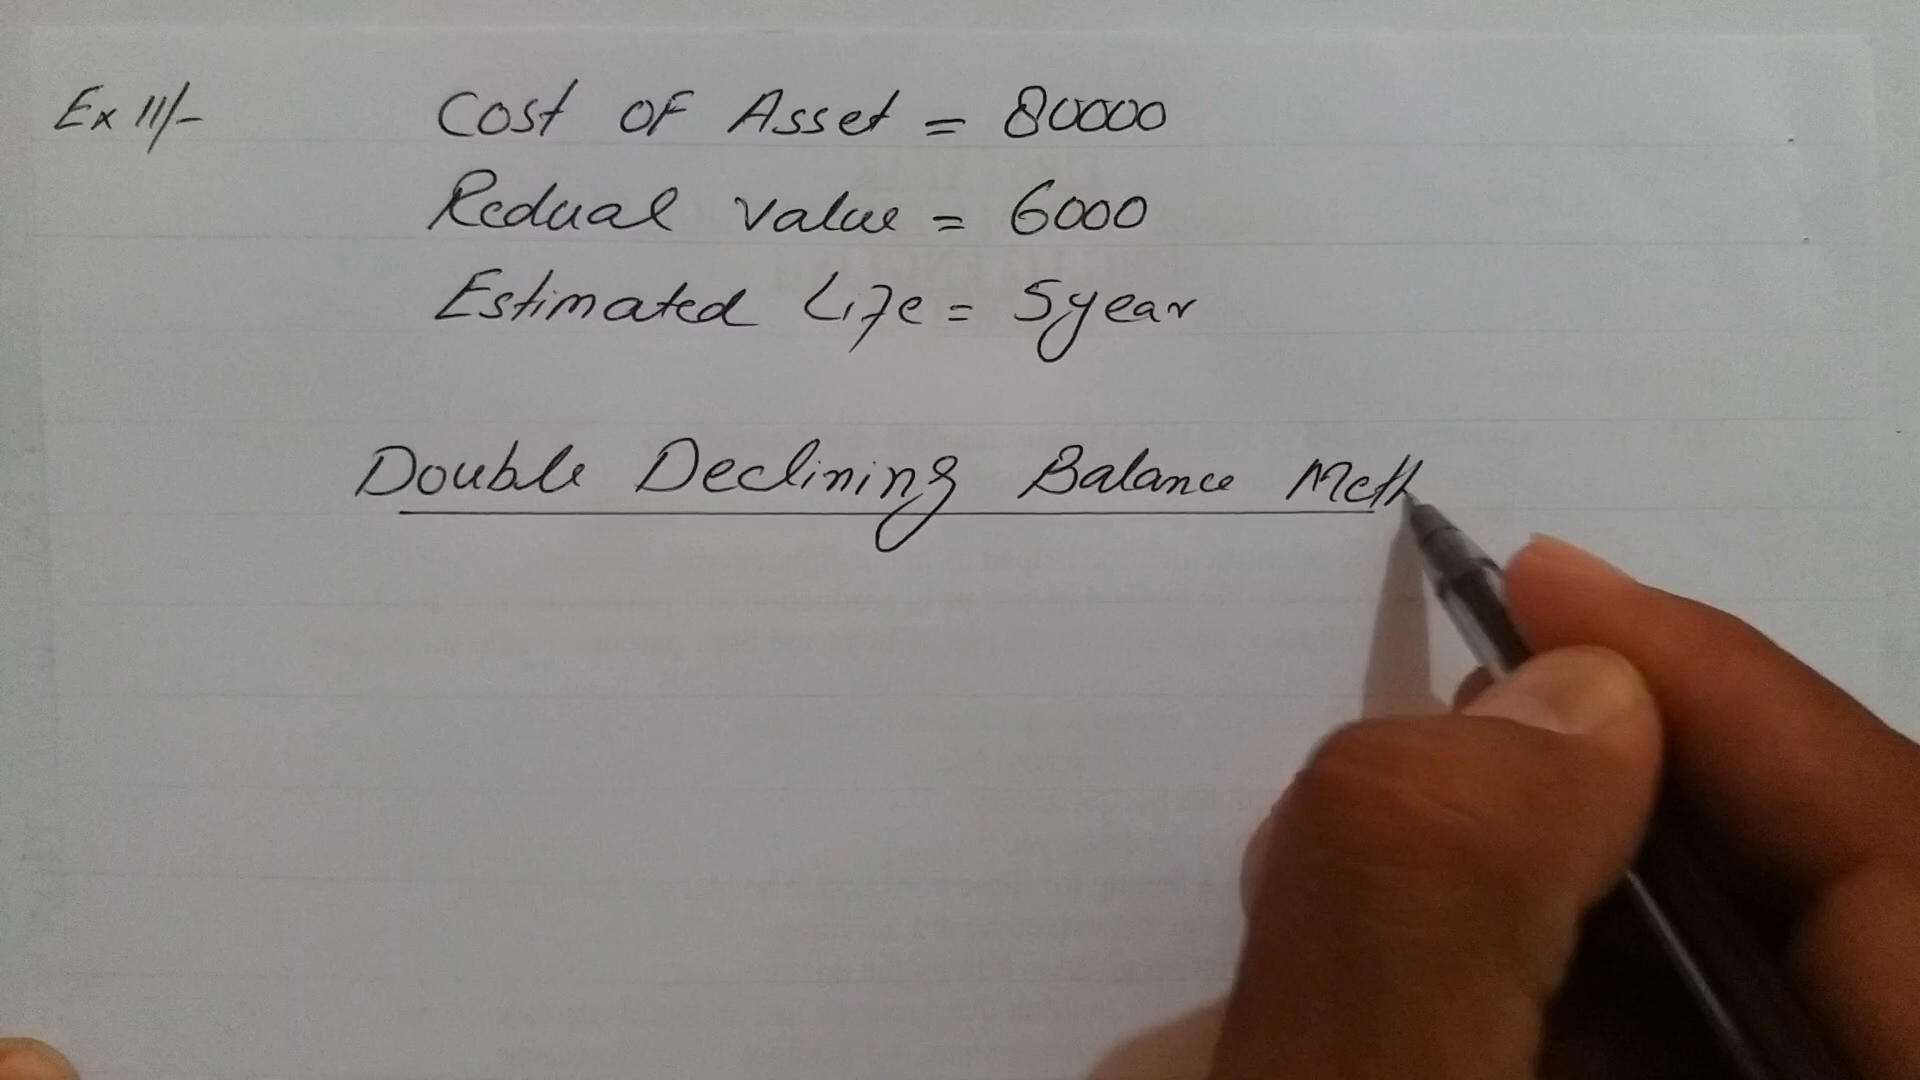 Ex 11/-
Cost OF Asset = 80000
Redual value = 6000
Estimated Life = 5year
Double Declining Balance Meth